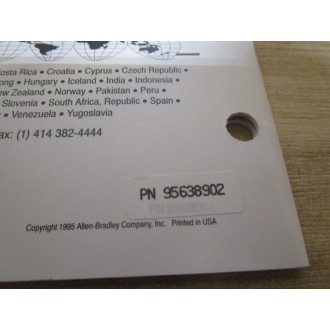 osta Rica • Croatia • Cyprus • Czech Republic •
ong • Hungary • Iceland • India • Indonesia •
ew Zealand • Norway • Pakistan • Peru •
Slovenia • South Africa, Republic • Spain •
• Venezuela • Yugoslavia
ax: (1) 414 382-4444
PN 95638902
Copyright 1995 Allen-Bradley Company, Inc. Printed in USA